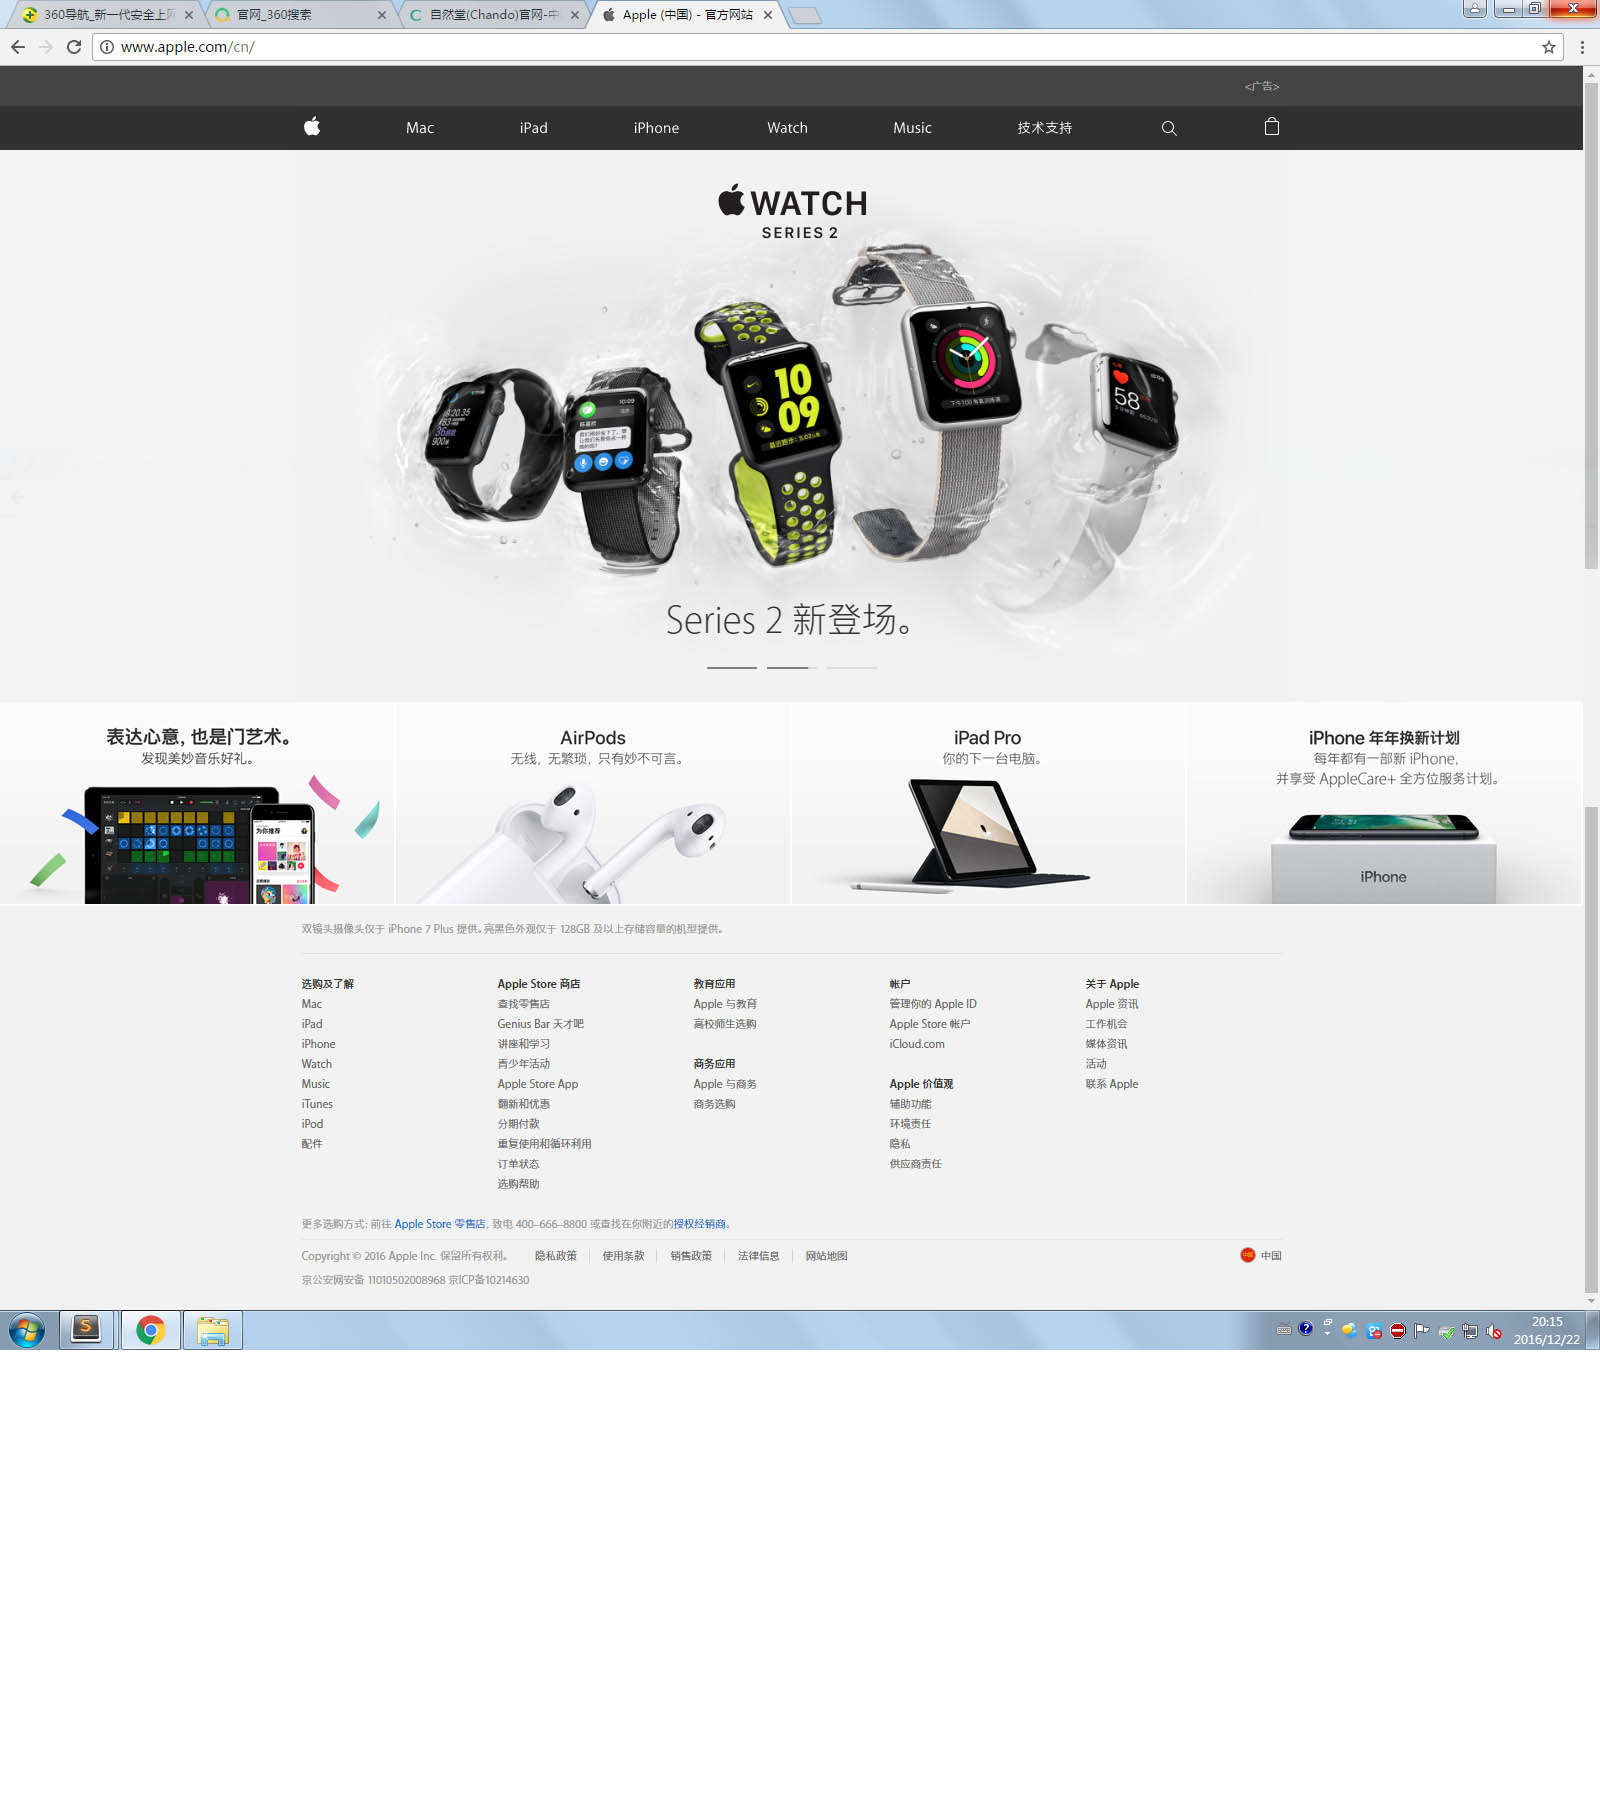 360导航_新一代安全上网
官网_360搜索
自然堂(Chando)官网-中
Apple (中国) - 官方网站
www.apple.com/cn/
<广告>
Mac
iPad
iPhone
Watch
Music
技术支持
WATCH
SERIES 2
10:09
10
09
58
Series 2 新登场。
表达心意，也是门艺术。
发现美妙音乐好礼。
为你推荐
AirPods
无线，无繁琐，只有妙不可言。
iPad Pro
你的下一台电脑。
iPhone 年年换新计划
每年都有一部新 iPhone，
并享受 AppleCare+ 全方位服务计划。
iPhone
双镜头摄像头仅于 iPhone 7 Plus 提供。亮黑色外观仅于 128GB 及以上存储容量的机型提供。
选购及了解
Mac
iPad
iPhone
Watch
Music
iTunes
iPod
配件
Apple Store 商店
查找零售店
Genius Bar 天才吧
讲座和学习
青少年活动
Apple Store App
翻新和优惠
分期付款
重复使用和循环利用
订单状态
选购帮助
教育应用
Apple 与教育
高校师生选购
商务应用
Apple 与商务
商务选购
帐户
管理你的 Apple ID
Apple Store 帐户
iCloud.com
Apple 价值观
辅助功能
环境责任
隐私
供应商责任
关于 Apple
Apple 资讯
工作机会
媒体资讯
活动
联系 Apple
更多选购方式: 前往 Apple Store 零售店, 致电 400-666-8800 或查找在你附近的授权经销商。
Copyright © 2016 Apple Inc. 保留所有权利。
隐私政策
使用条款
销售政策
法律信息
网站地图
中国
京公安网安备 11010502008968 京ICP备10214630
20:15
2016/12/22